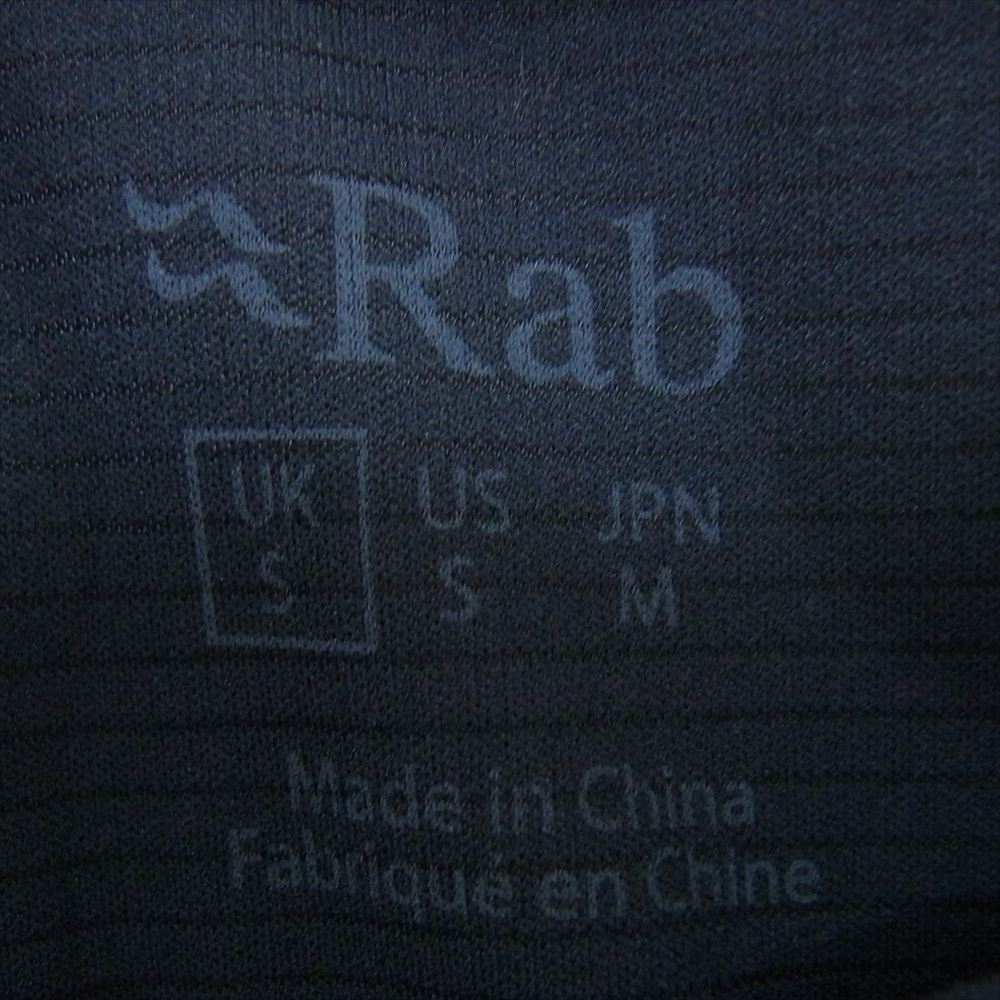 Rab
UK US JPN
S S M
Made in China
Fabriqué en Chine